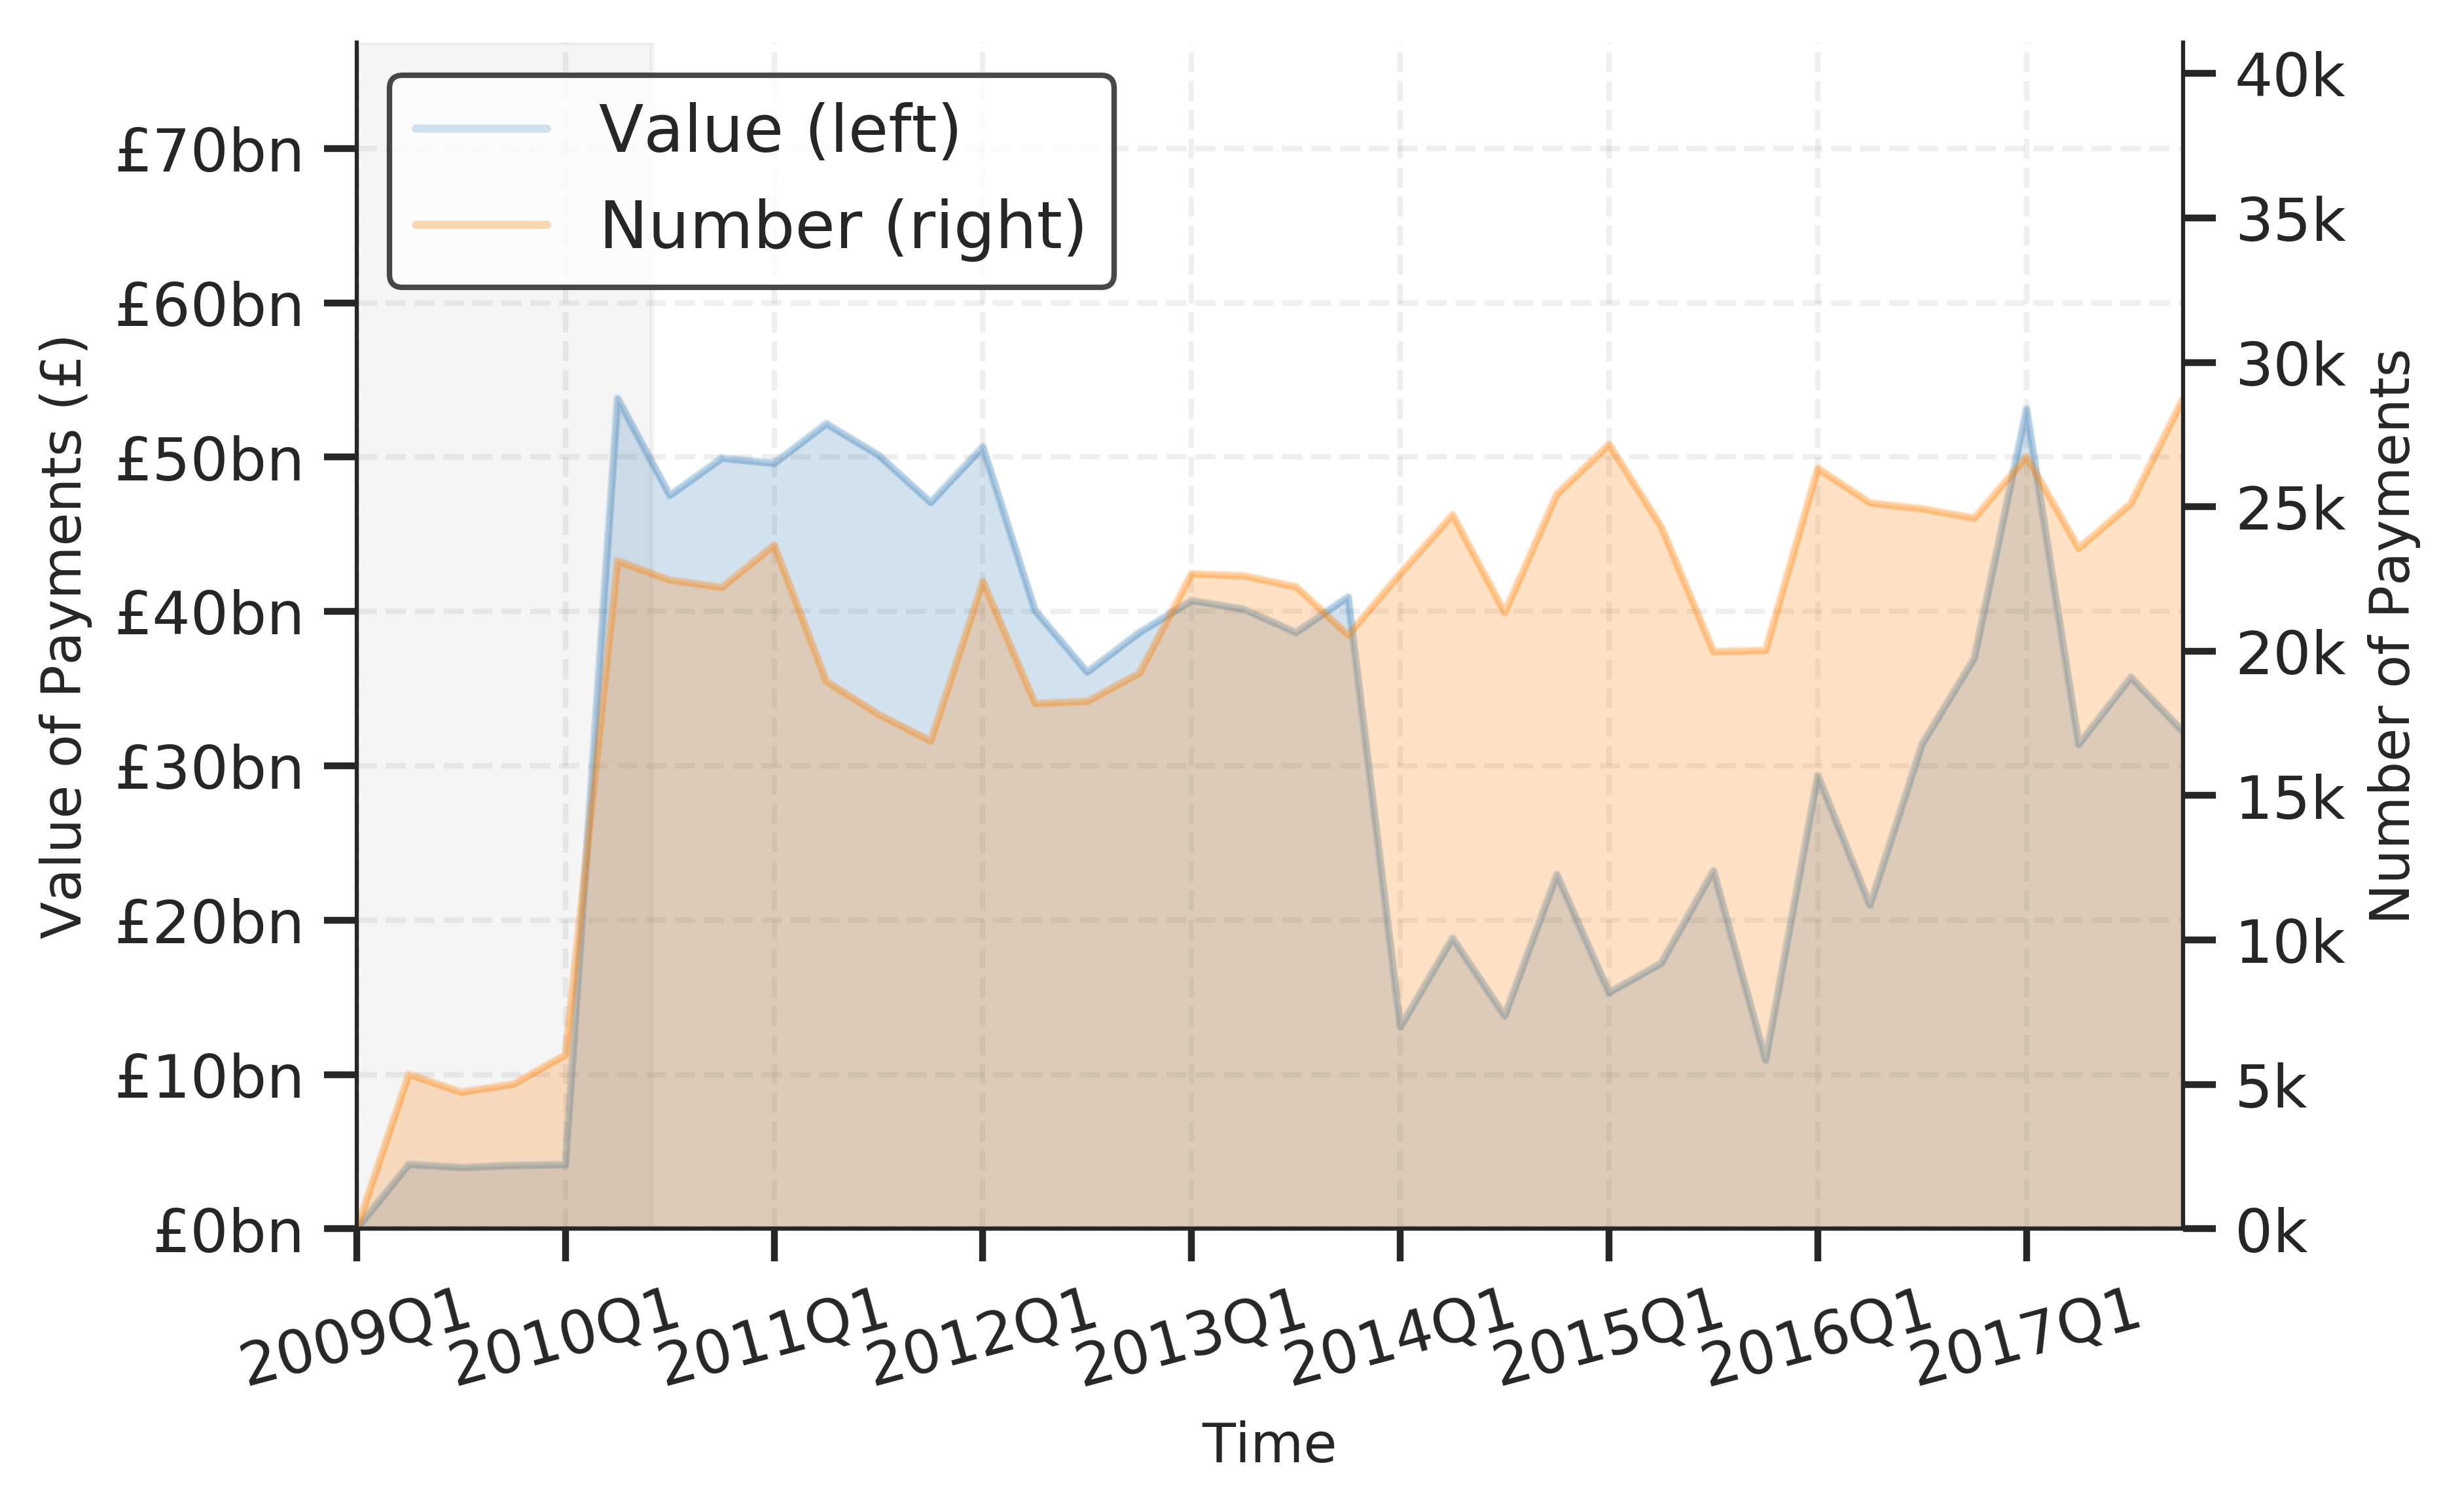 Value (left)
Number (right)
Value of Payments (£)
£70bn
£60bn
£50bn
£40bn
£30bn
£20bn
£10bn
£0bn
40k
35k
30k
25k
20k
15k
10k
5k
0k
Number of Payments
2009Q1
2010Q1
2011Q1
2012Q1
2013Q1
2014Q1
2015Q1
2016Q1
2017Q1
Time